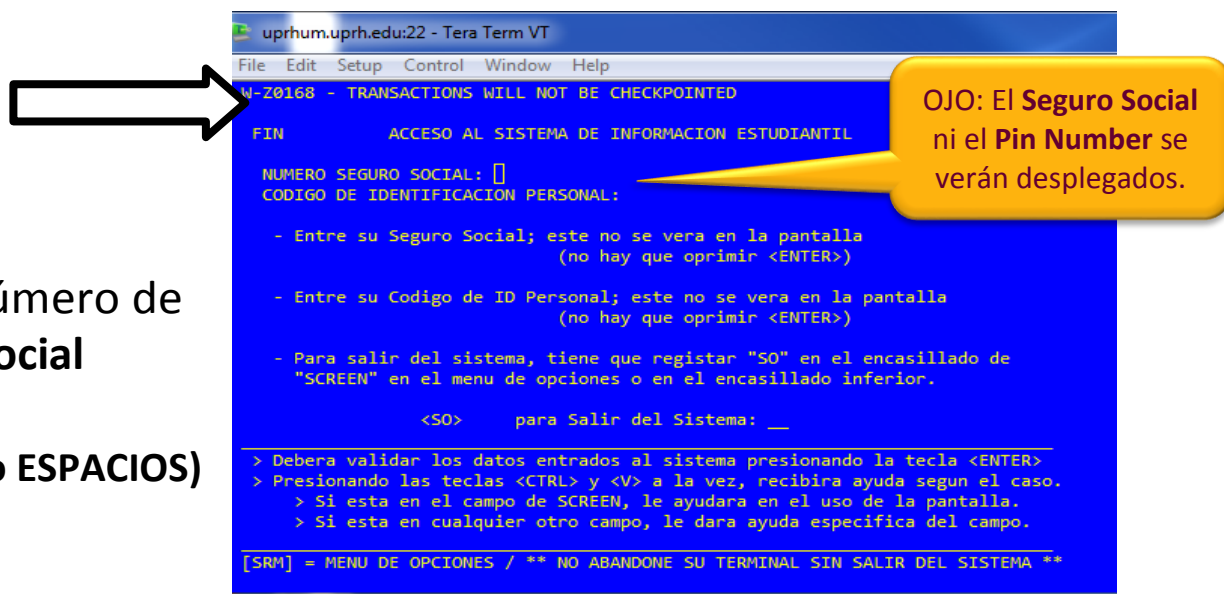 uprhum.uprh.edu:22 - Tera Term VT
File Edit Setup Control Window Help
W-Z0168 - TRANSACTIONS WILL NOT BE CHECKPOINTED
FIN ACCESO AL SISTEMA DE INFORMACION ESTUDIANTIL
NUMERO SEGURO SOCIAL:
CODIGO DE IDENTIFICACION PERSONAL:
- Entre su Seguro Social; este no se vera en la pantalla
(no hay que oprimir <ENTER>)
- Entre su Codigo de ID Personal; este no se vera en la pantalla
(no hay que oprimir <ENTER>)
- Para salir del sistema, tiene que registrar "SO" en el encasillado de
"SCREEN" en el menu de opciones o en el encasillado inferior.
<SO> para Salir del Sistema: __
> Debera validar los datos entrados al sistema presionando la tecla <ENTER>
> Presionando las teclas <CTRL> y <V> a la vez, recibira ayuda segun el caso.
> Si esta en el campo de SCREEN, le ayudara en el uso de la pantalla.
> Si esta en cualquier otro campo, le dara ayuda especifica del campo.
[SRM] = MENU DE OPCIONES / ** NO ABANDONE SU TERMINAL SIN SALIR DEL SISTEMA **
OJO: El Seguro Social
ni el Pin Number se
verán desplegados.
úmero de
ocial
o ESPACIOS)